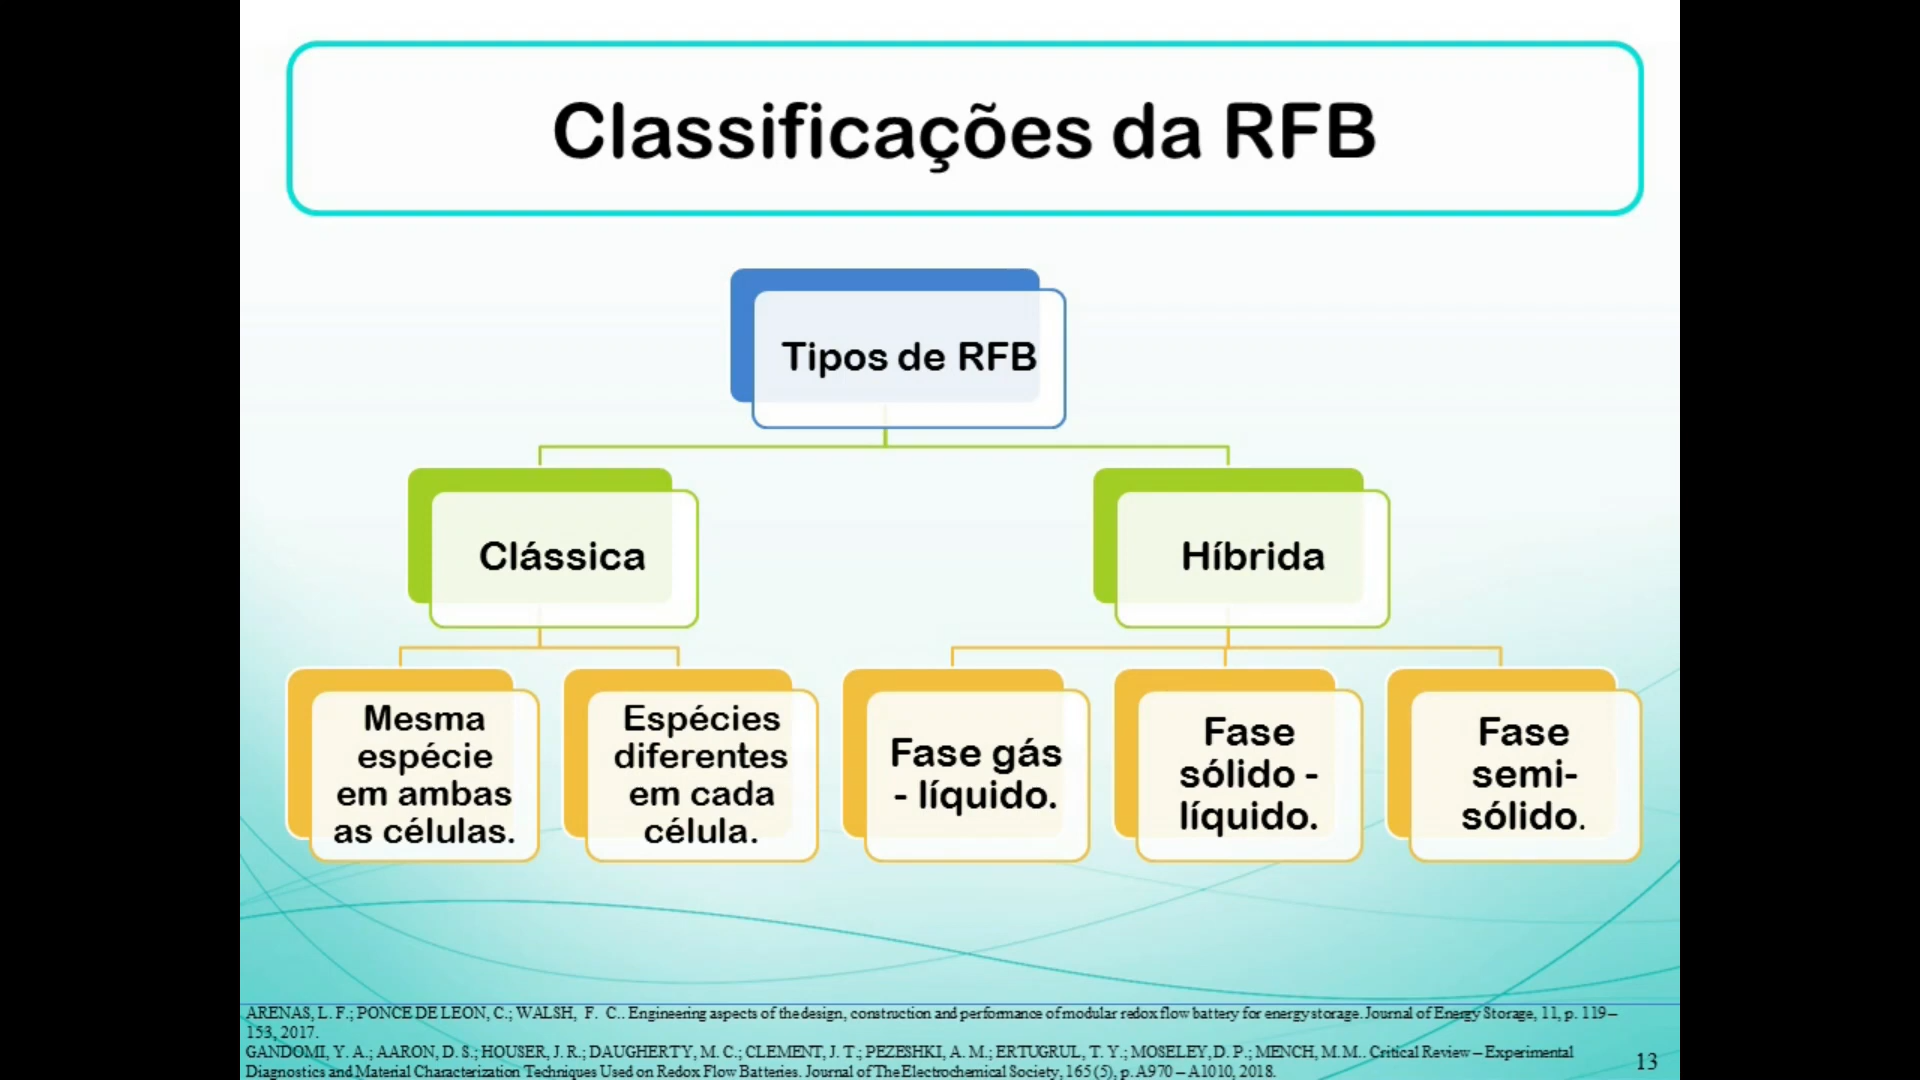 Classificações da RFB
Tipos de RFB
Clássica
Híbrida
Mesma
espécie
em ambas
as células.
Espécies
diferentes
em cada
célula.
Fase gás
- líquido.
Fase
sólido -
líquido.
Fase
semi-
sólido.
ARENAS, L. F.; PONCE DE LEON, C.; WALSH, F. C.. Engineering aspects of the design, construction and performance of modular redox flow battery for energy storage. Journal of Energy Storage, 11, p. 119–
153, 2017.
GANDOMI, Y. A.; AARON, D. S.; HOUSER, J. R.; DAUGHERTY, M. C.; CLEMENT, J. T.; PEZESHKI, A. M.; ERTUGRUL, T. Y.; MOSELEY, D. P.; MENCH, M.M.. Critical Review – Experimental
Diagnostics and Material Characterization Techniques Used on Redox Flow Batteries. Journal of The Electrochemical Society, 165 (5), p. A970 – A1010, 2018.
13